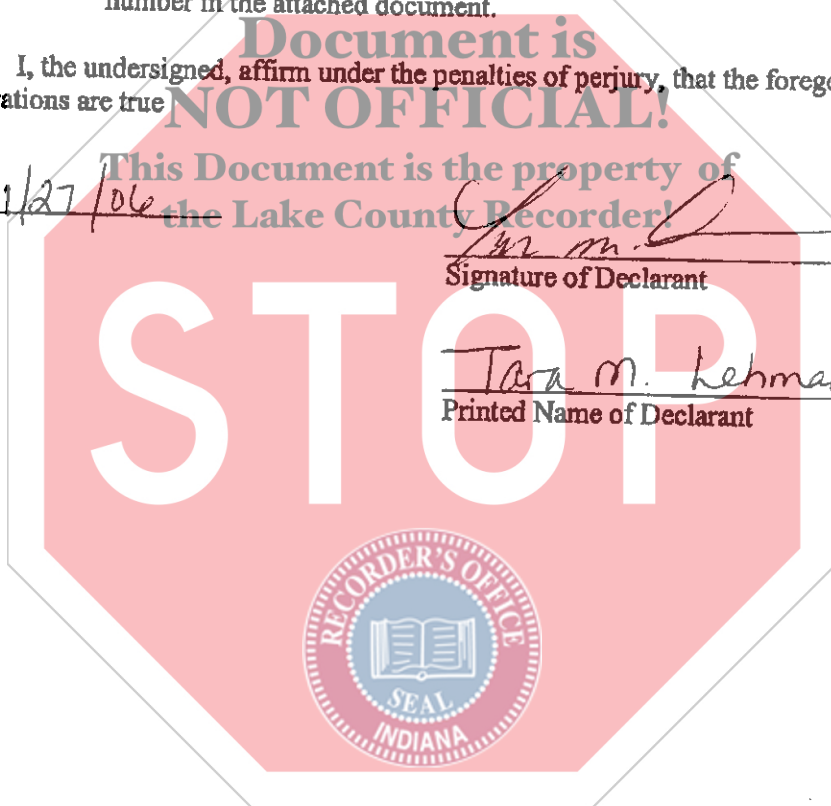 number in the attached document.
Document is
I, the undersigned, affirm under the penalties of perjury, that the forego
ations are true
NOT OFFICIAL!
This Document is the property of
1/27/06
the Lake County Recorder!
Signature of Declarant
STOP
Tara M. Lehma
Printed Name of Declarant
RECORDER'S OFFICE
SEAL
INDIANA